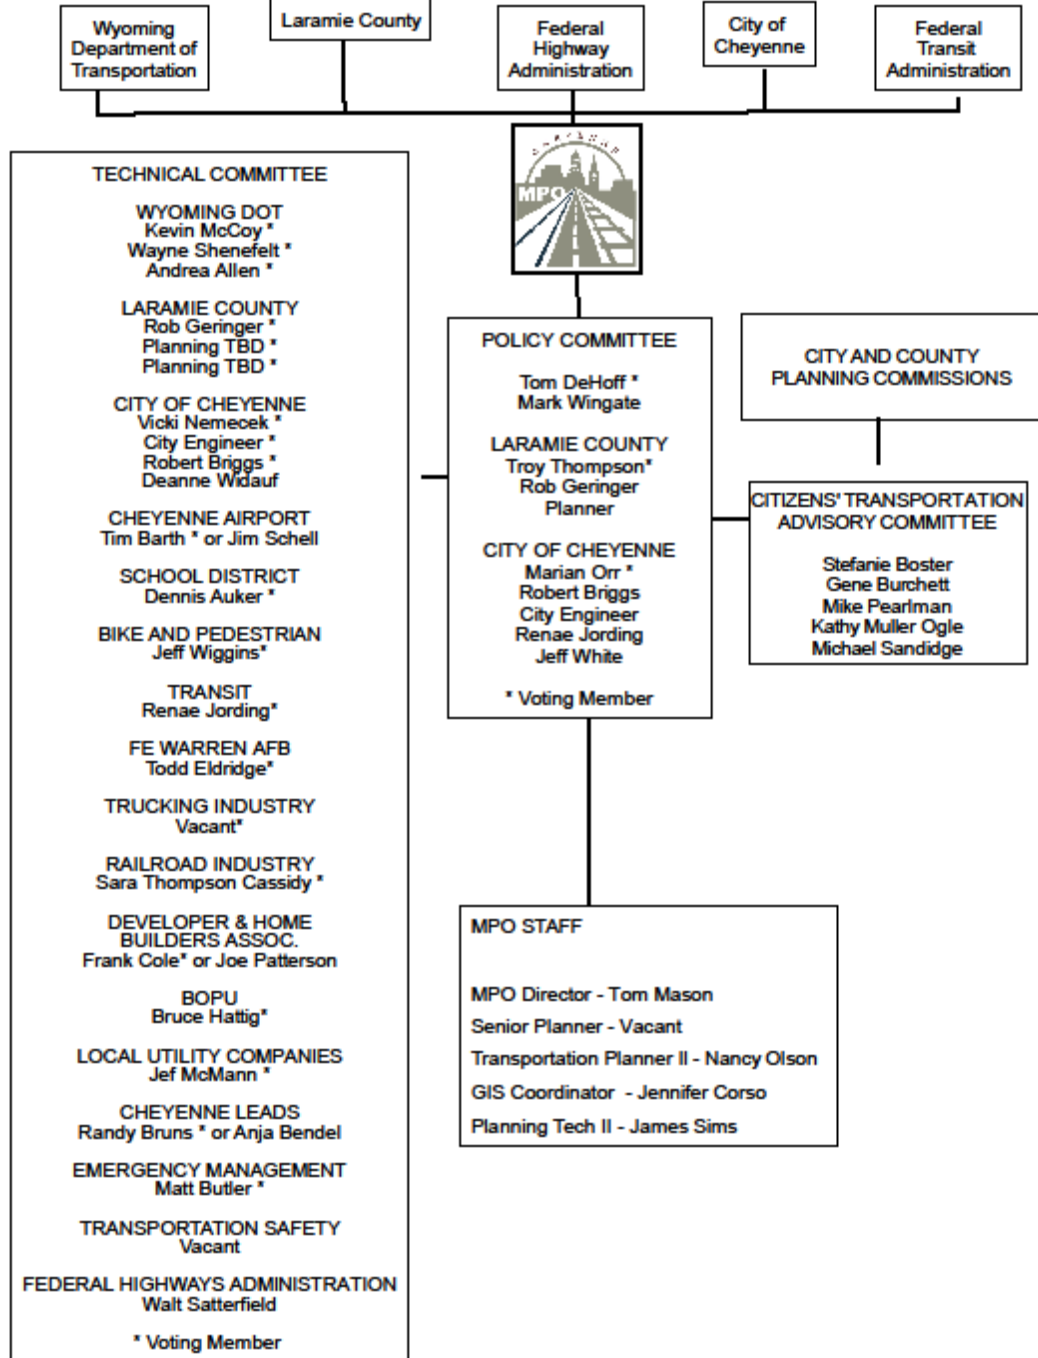 Wyoming
Department of
Transportation
Laramie County
Federal
Highway
Administration
City of
Cheyenne
Federal
Transit
Administration
MPO
TECHNICAL COMMITTEE
WYOMING DOT
Kevin McCoy *
Wayne Shenefelt *
Andrea Allen *
LARAMIE COUNTY
Rob Geringer *
Planning TBD *
Planning TBD *
CITY OF CHEYENNE
Vicki Nemecek *
City Engineer *
Robert Briggs *
Deanne Widauf
CHEYENNE AIRPORT
Tim Barth * or Jim Schell
SCHOOL DISTRICT
Dennis Auker *
BIKE AND PEDESTRIAN
Jeff Wiggins*
TRANSIT
Renae Jording*
FE WARREN AFB
Todd Eldridge*
TRUCKING INDUSTRY
Vacant*
RAILROAD INDUSTRY
Sara Thompson Cassidy *
DEVELOPER & HOME
BUILDERS ASSOC.
Frank Cole* or Joe Patterson
BOPU
Bruce Hattig*
LOCAL UTILITY COMPANIES
Jef McMann *
CHEYENNE LEADS
Randy Bruns * or Anja Bendel
EMERGENCY MANAGEMENT
Matt Butler *
TRANSPORTATION SAFETY
Vacant
FEDERAL HIGHWAYS ADMINISTRATION
Walt Satterfield
* Voting Member
POLICY COMMITTEE
Tom DeHoff *
Mark Wingate
LARAMIE COUNTY
Troy Thompson*
Rob Geringer
Planner
CITY OF CHEYENNE
Marian Orr *
Robert Briggs
City Engineer
Renae Jording
Jeff White
* Voting Member
CITY AND COUNTY
PLANNING COMMISSIONS
CITIZENS' TRANSPORTATION
ADVISORY COMMITTEE
Stefanie Boster
Gene Burchett
Mike Pearlman
Kathy Muller Ogle
Michael Sandidge
MPO STAFF
MPO Director - Tom Mason
Senior Planner - Vacant
Transportation Planner II - Nancy Olson
GIS Coordinator - Jennifer Corso
Planning Tech II - James Sims